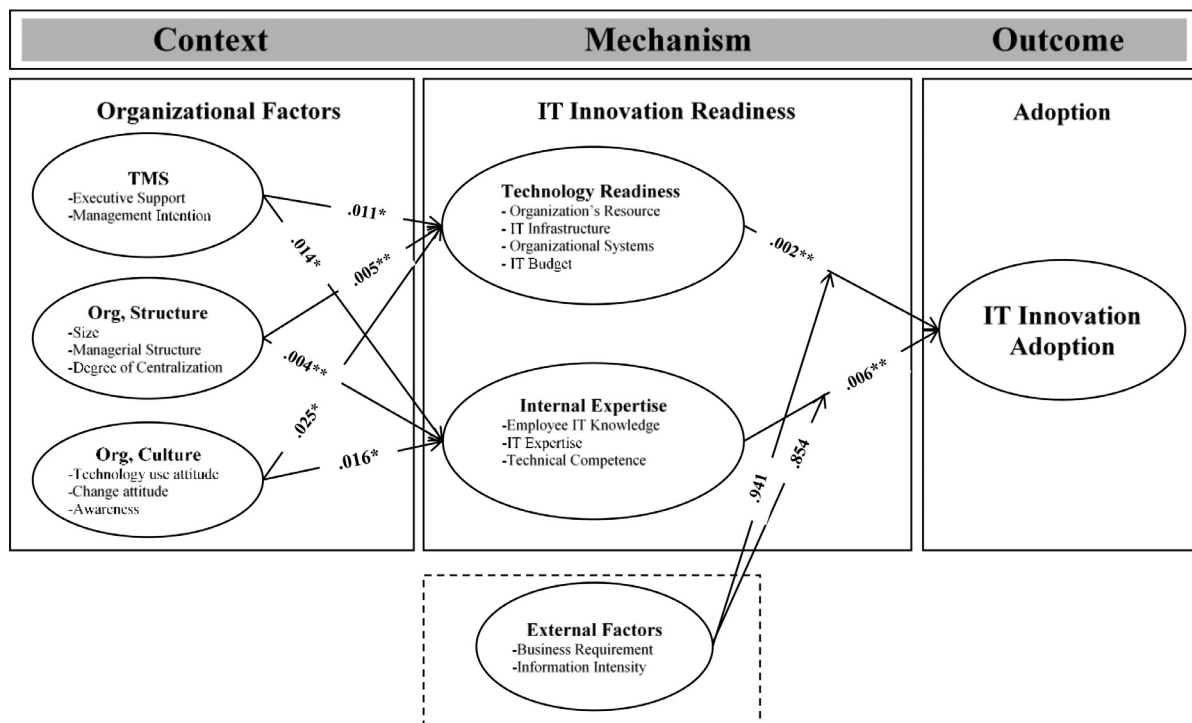 Context
Mechanism
Outcome
Organizational Factors
TMS
-Executive Support
-Management Intention
Org, Structure
-Size
-Managerial Structure
-Degree of Centralization
Org, Culture
-Technology use attitude
-Change attitude
-Awareness
.011*
.014*
.005**
.004**
.025*
.016*
IT Innovation Readiness
Technology Readiness
- Organization's Resource
- IT Infrastructure
- Organizational Systems
- IT Budget
Internal Expertise
-Employee IT Knowledge
-IT Expertise
-Technical Competence
.002**
.006**
.941
.854
External Factors
-Business Requirement
-Information Intensity
Adoption
IT Innovation
Adoption